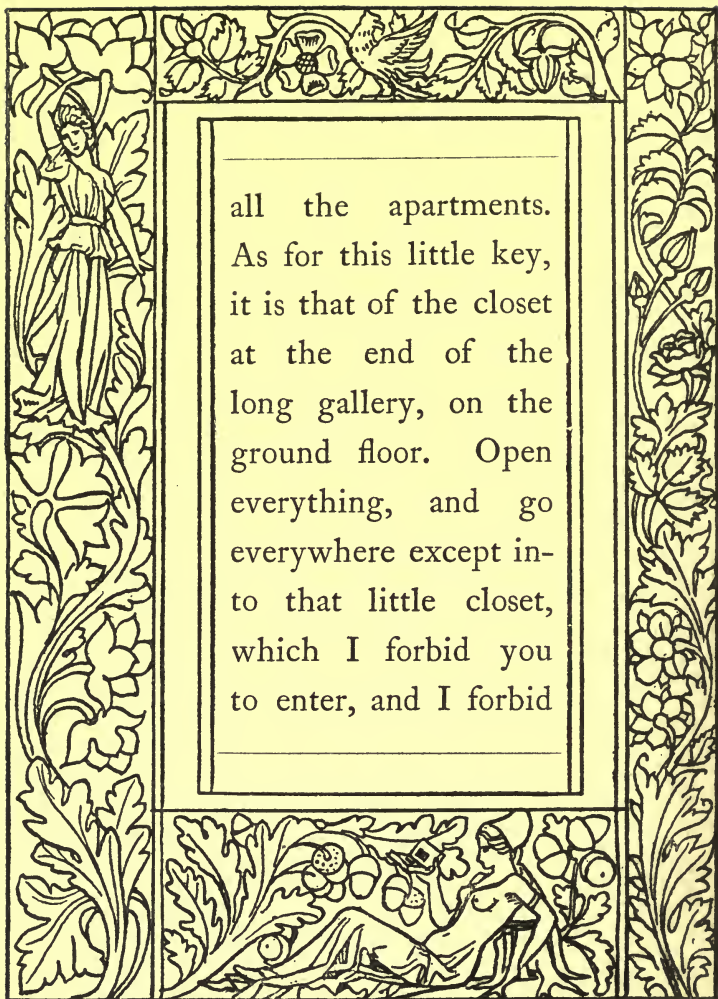 all the apartments.
As for this little key,
it is that of the closet
at the end of the
long gallery, on the
ground floor. Open
everything, and go
everywhere except in-
to that little closet,
which I forbid you
to enter, and I forbid